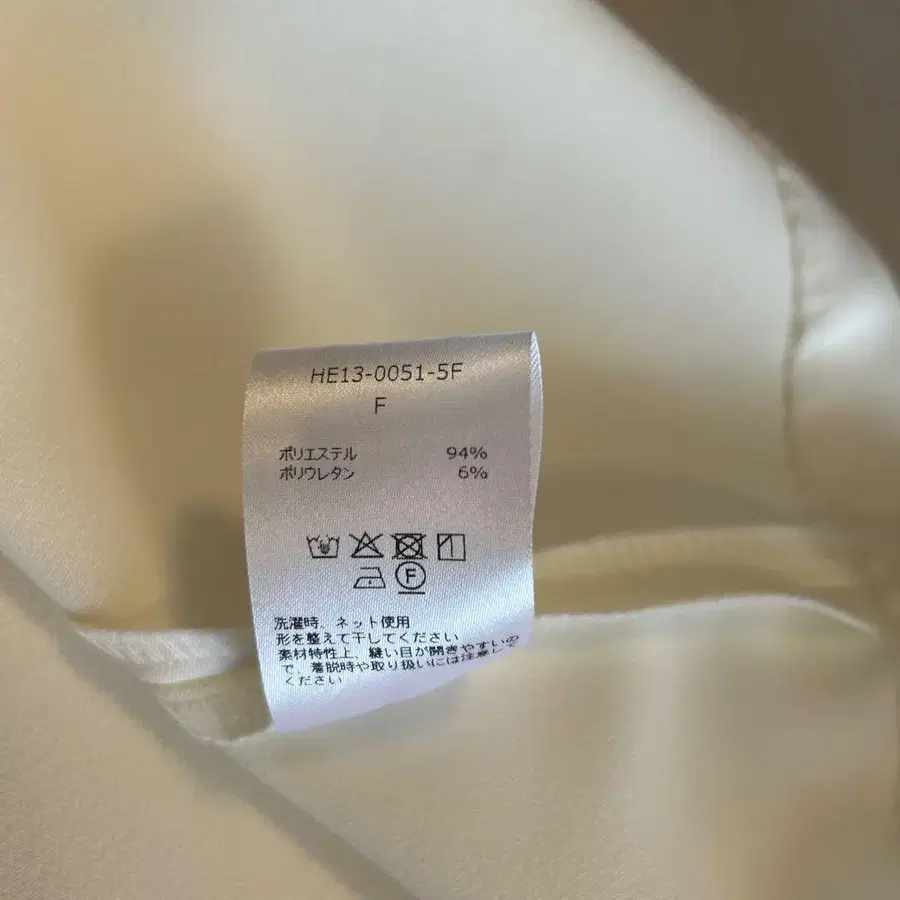 HE13-0051-5F
F
ポリエステル 94%
ポリウレタン 6%
F
洗濯時、ネット使用
形を整えて干してください
素材特性上、縫い目が開きやすいの
で、着脱時や取り扱いには注意して
ください